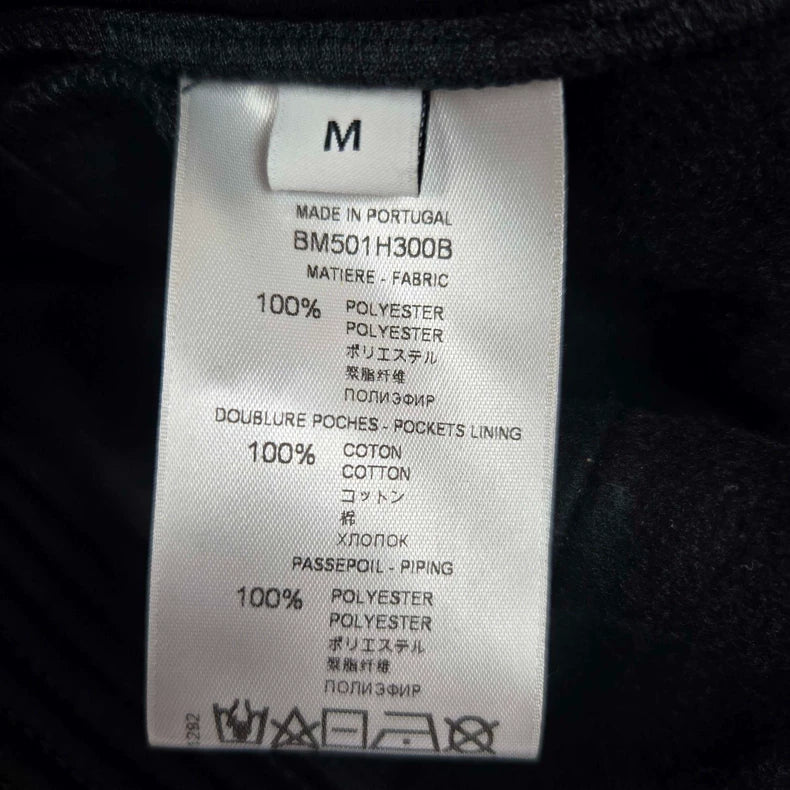 M
MADE IN PORTUGAL
BM501H300B
MATIERE - FABRIC
100% POLYESTER
POLYESTER
ポリエステル
聚脂纤维
ПОЛИЭФИР
DOUBLURE POCHES - POCKETS LINING
100% COTON
COTTON
コットン
棉
ХЛОПОК
PASSEPOIL - PIPING
100% POLYESTER
POLYESTER
ポリエステル
聚脂纤维
ПОЛИЭФИР
1292